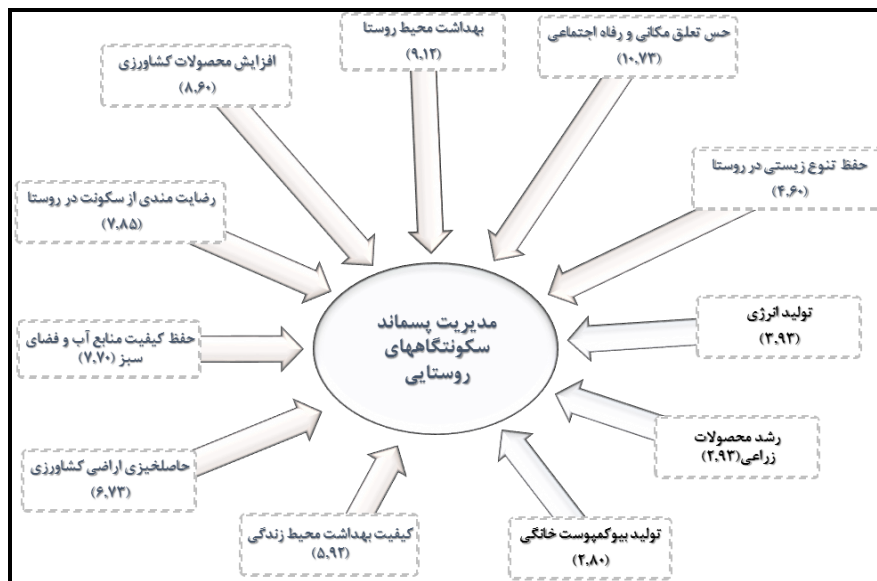 حس تعلق مکانی و رفاه اجتماعی
(۱۰.۷۳)
بهداشت محیط روستا
(۹.۱۲)
افزایش محصولات کشاورزی
(۸.۶۰)
رضایت مندی از سکونت در روستا
(۷.۸۵)
حفظ کیفیت منابع آب و فضای
سبز (۷.۷۰)
حاصلخیزی اراضی کشاورزی
(۶.۷۳)
کیفیت بهداشت محیط زندگی
(۵.۹۲)
حفظ تنوع زیستی در روستا
(۴.۶۰)
تولید انرژی
(۳.۹۳)
رشد محصولات
زراعی(۲.۹۳)
تولید بیوکمپوست خانگی
(۲.۸۰)
مدیریت پسماند
سکونتگاههای
روستایی